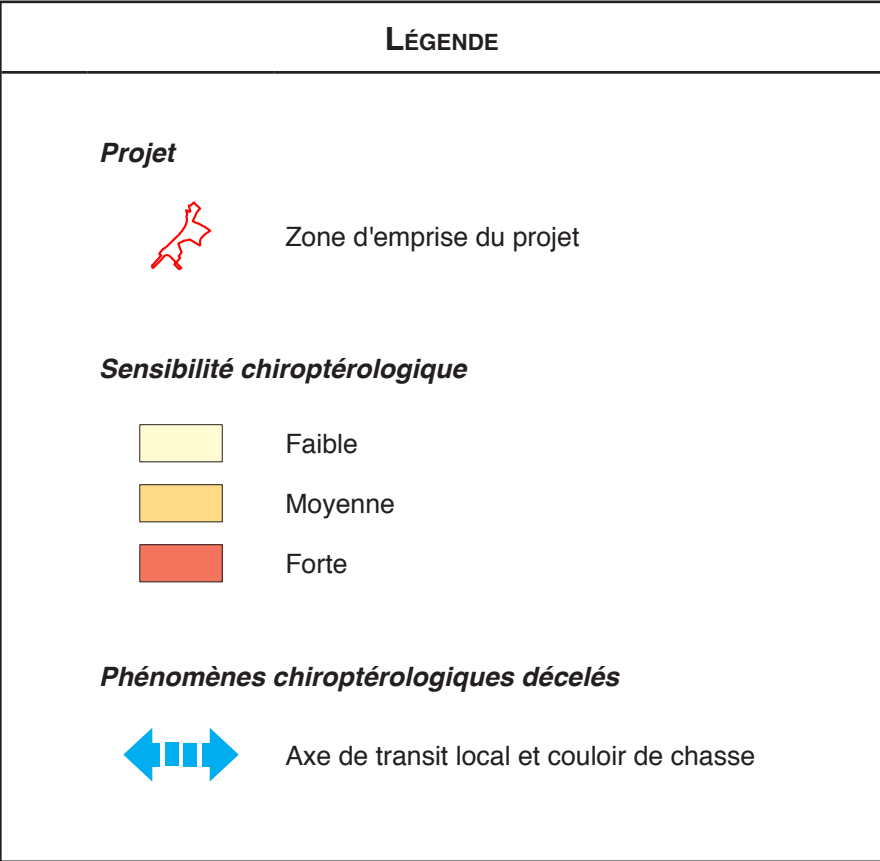 LÉGENDE
Projet
Zone d'emprise du projet
Sensibilité chiroptérologique
Faible
Moyenne
Forte
Phénomènes chiroptérologiques décelés
Axe de transit local et couloir de chasse